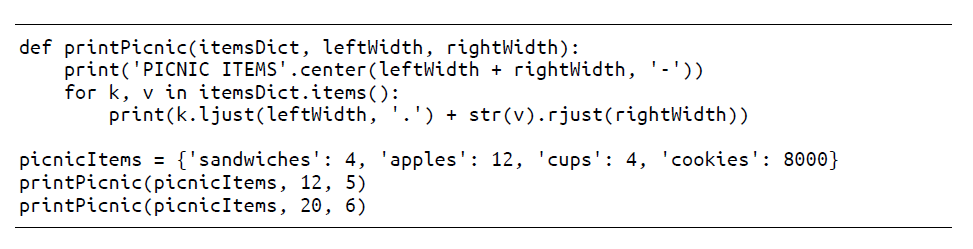 def printPicnic(itemsDict, leftWidth, rightWidth):
    print('PICNIC ITEMS'.center(leftWidth + rightWidth, '-'))
    for k, v in itemsDict.items():
        print(k.ljust(leftWidth, '.') + str(v).rjust(rightWidth))

picnicItems = {'sandwiches': 4, 'apples': 12, 'cups': 4, 'cookies': 8000}
printPicnic(picnicItems, 12, 5)
printPicnic(picnicItems, 20, 6)